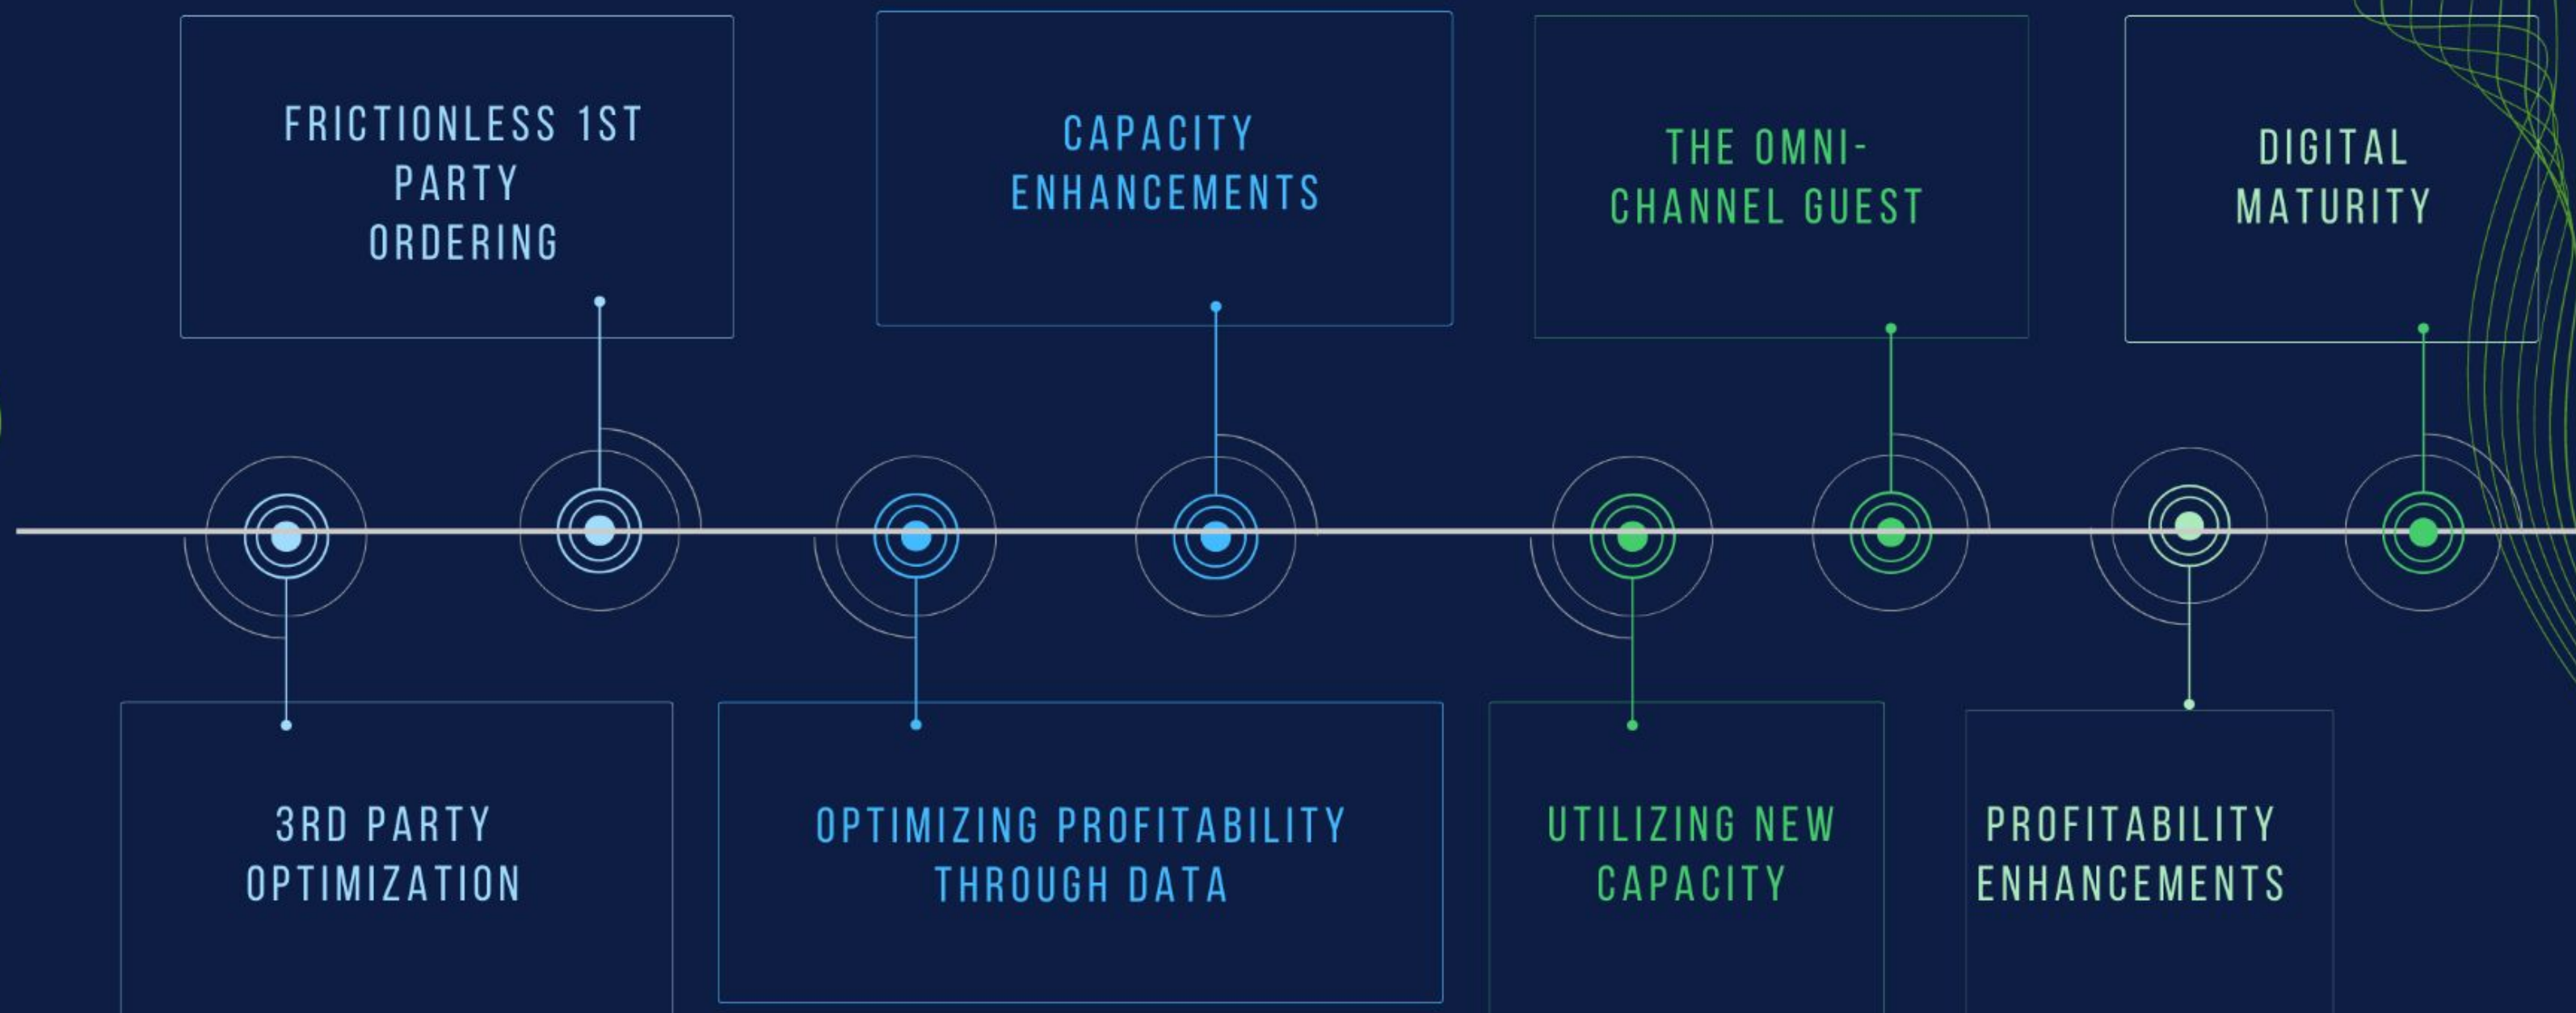 FRICTIONLESS 1ST
PARTY
ORDERING
CAPACITY
ENHANCEMENTS
THE OMNI-
CHANNEL GUEST
DIGITAL
MATURITY
3RD PARTY
OPTIMIZATION
OPTIMIZING PROFITABILITY
THROUGH DATA
UTILIZING NEW
CAPACITY
PROFITABILITY
ENHANCEMENTS